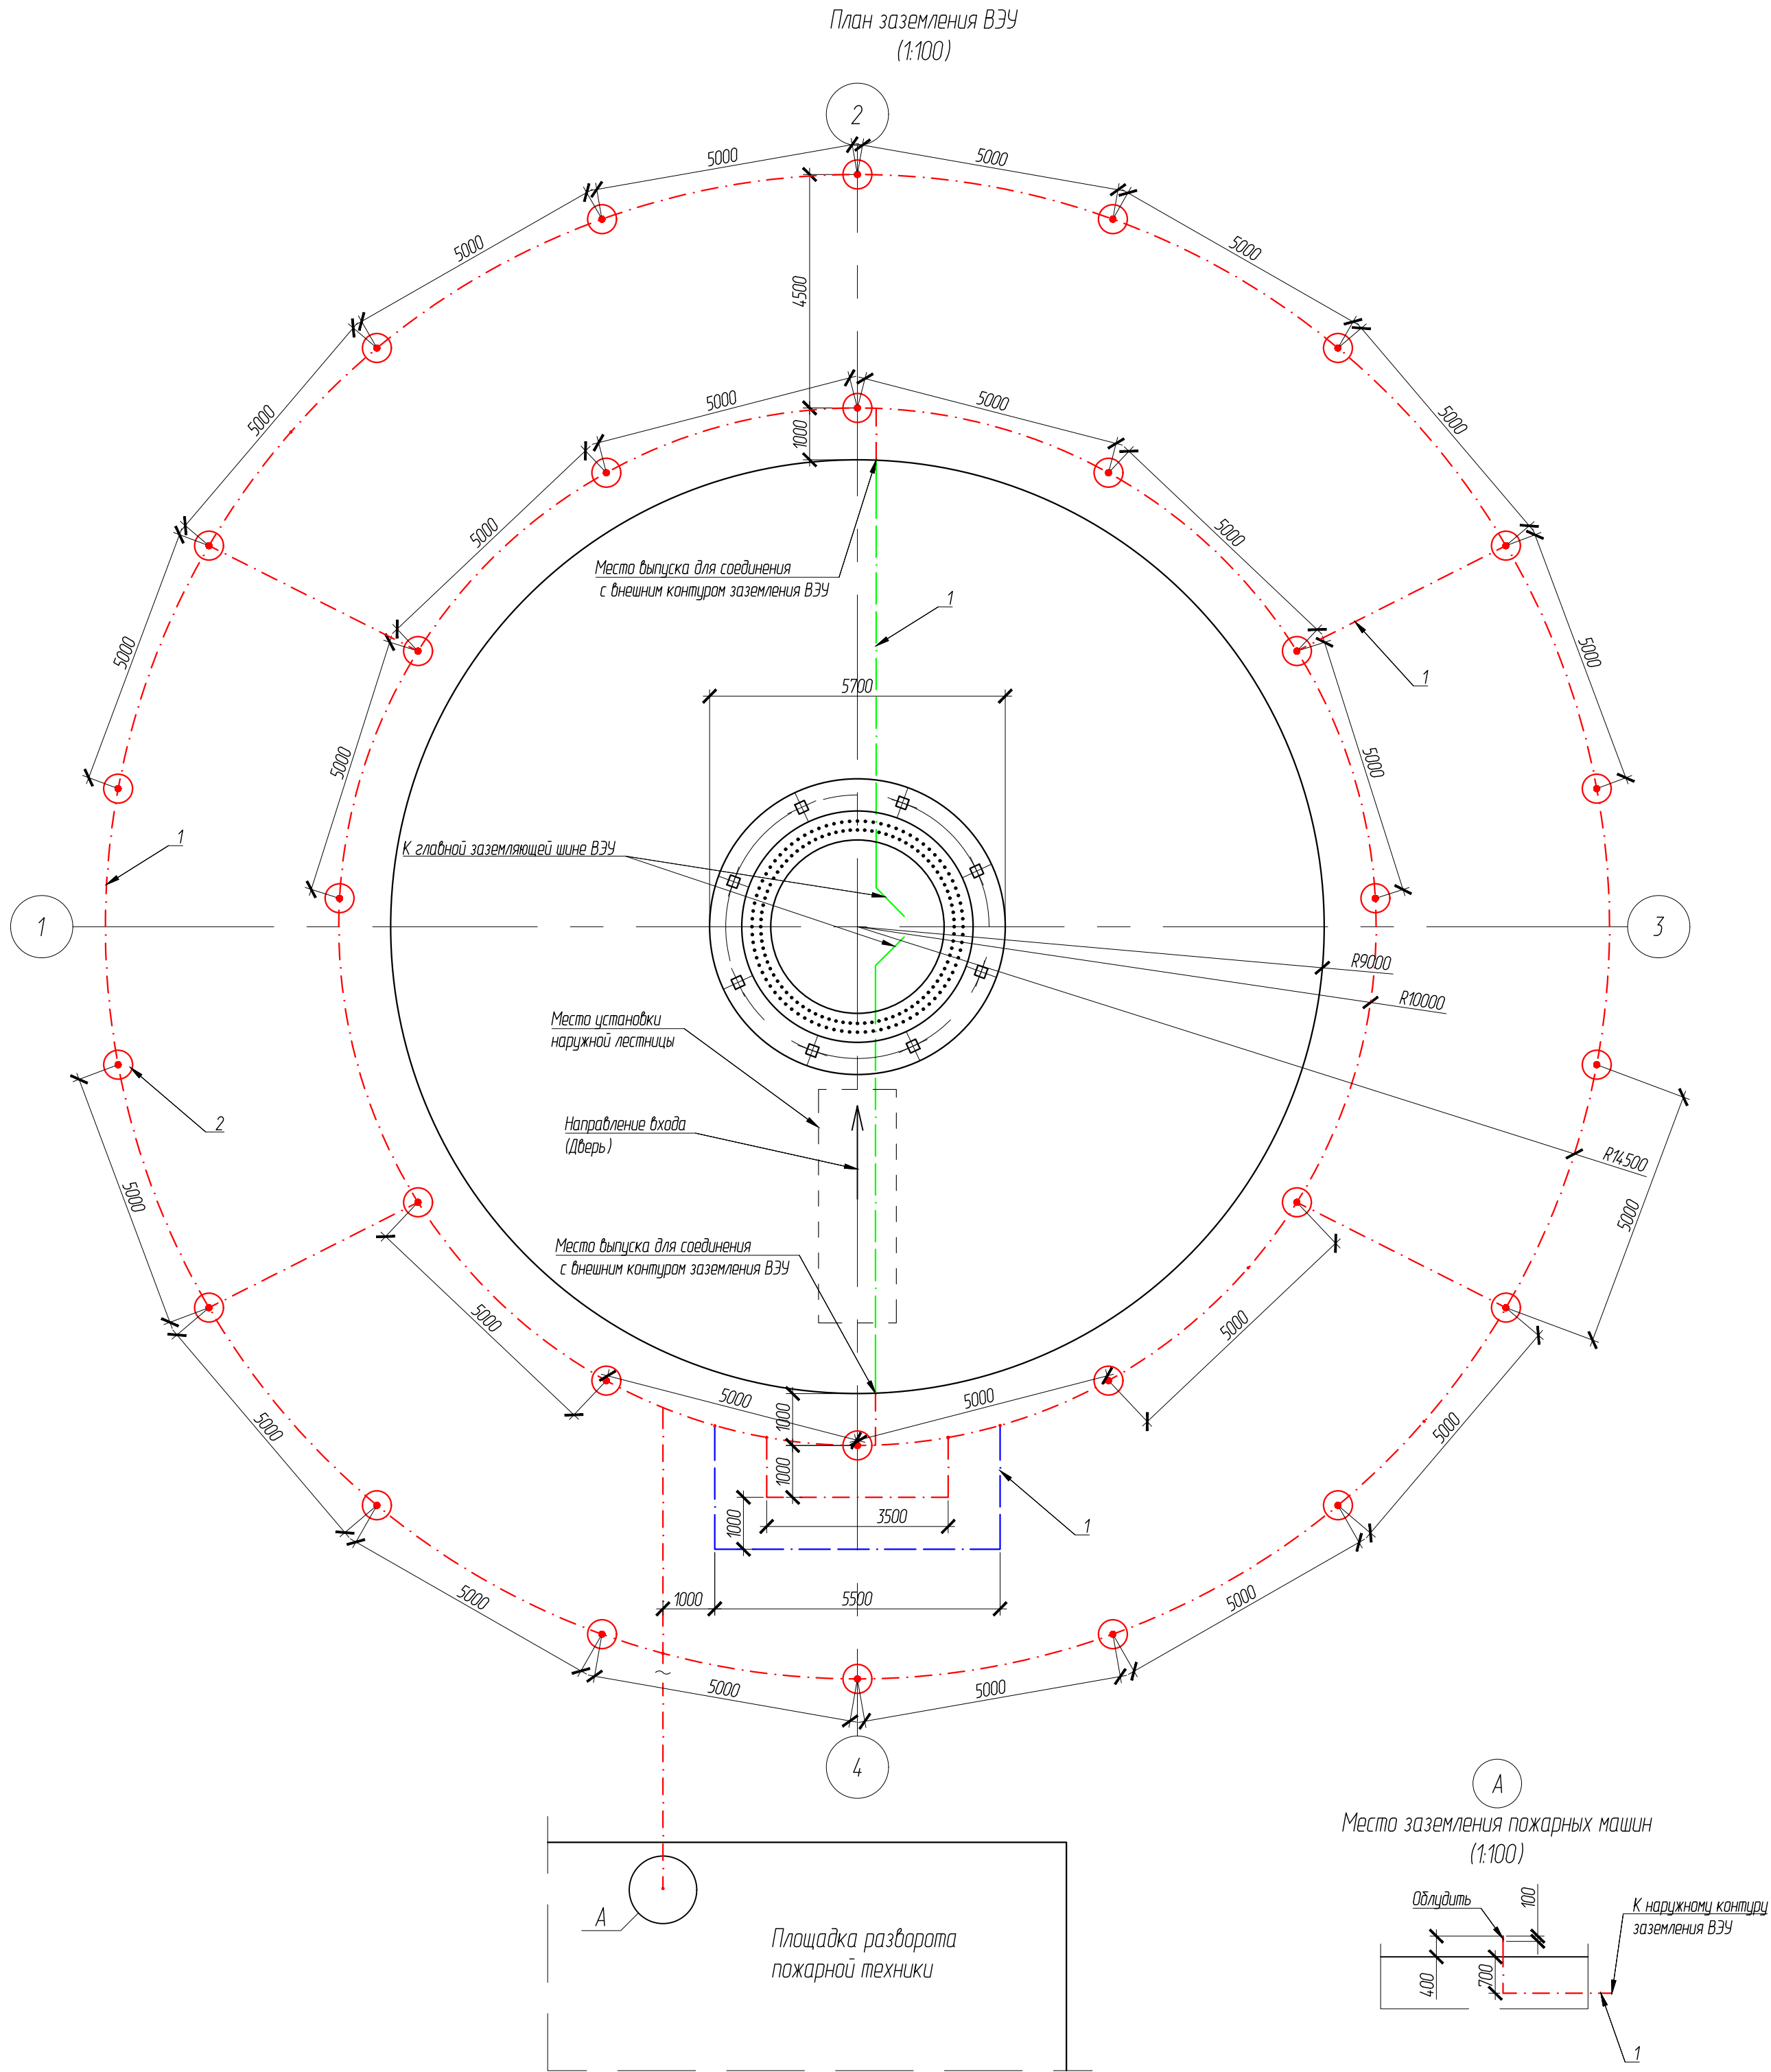 План заземления ВЭУ
(1:100)
2
5000
5000
5000
5000
4500
5000
5000
5000
5000
1000
5000
5000
Место выпуска для соединения
с внешним контуром заземления ВЭУ
1
5000
5000
1
5700
5000
5000
1
К главной заземляющей шине ВЭУ
1
3
R9000
R10000
Место установки
наружной лестницы
2
Направление входа
(Дверь)
R14500
5000
5000
Место выпуска для соединения
с внешним контуром заземления ВЭУ
5000
5000
5000
5000
1000
5000
5000
1000
3500
1000
1
1000
5500
5000
5000
5000
5000
4
А
Место заземления пожарных машин
(1:100)
Облудить
100
К наружному контуру
заземления ВЭУ
А
Площадка разворота
пожарной техники
400
700
1